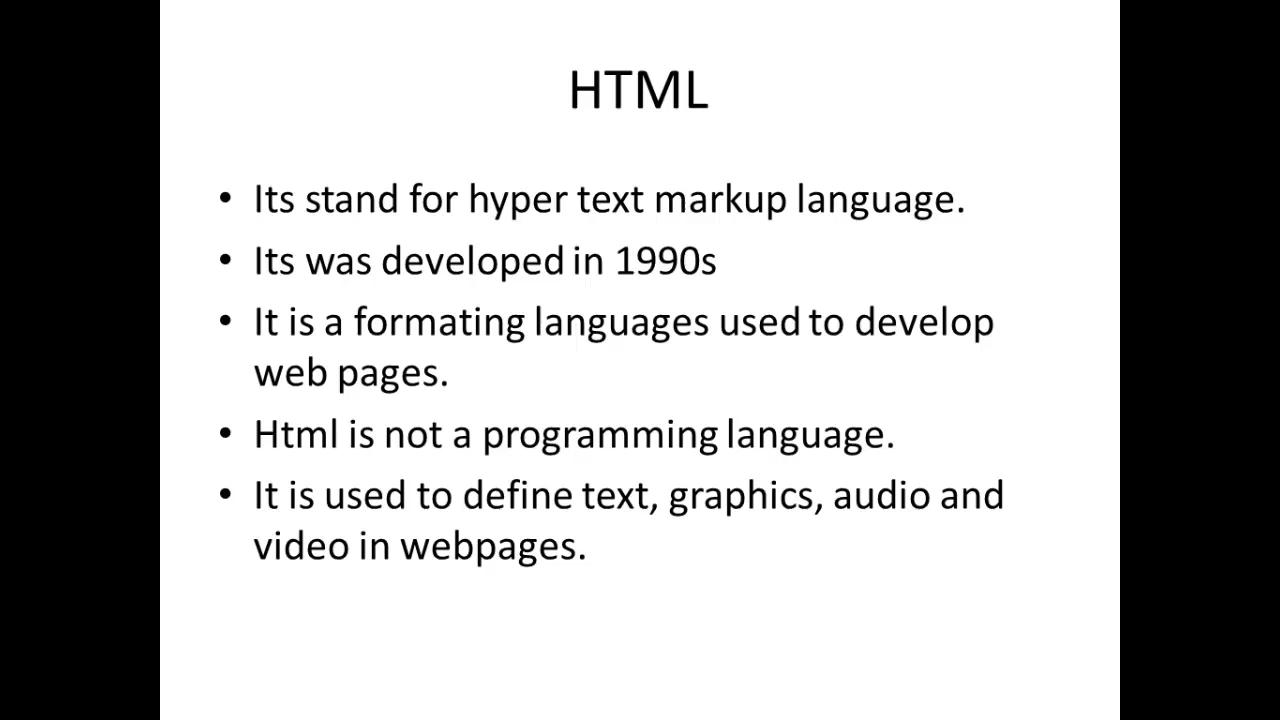 HTML
• Its stand for hyper text markup language.
• Its was developed in 1990s
• It is a formating languages used to develop
web pages.
• Html is not a programming language.
• It is used to define text, graphics, audio and
video in webpages.